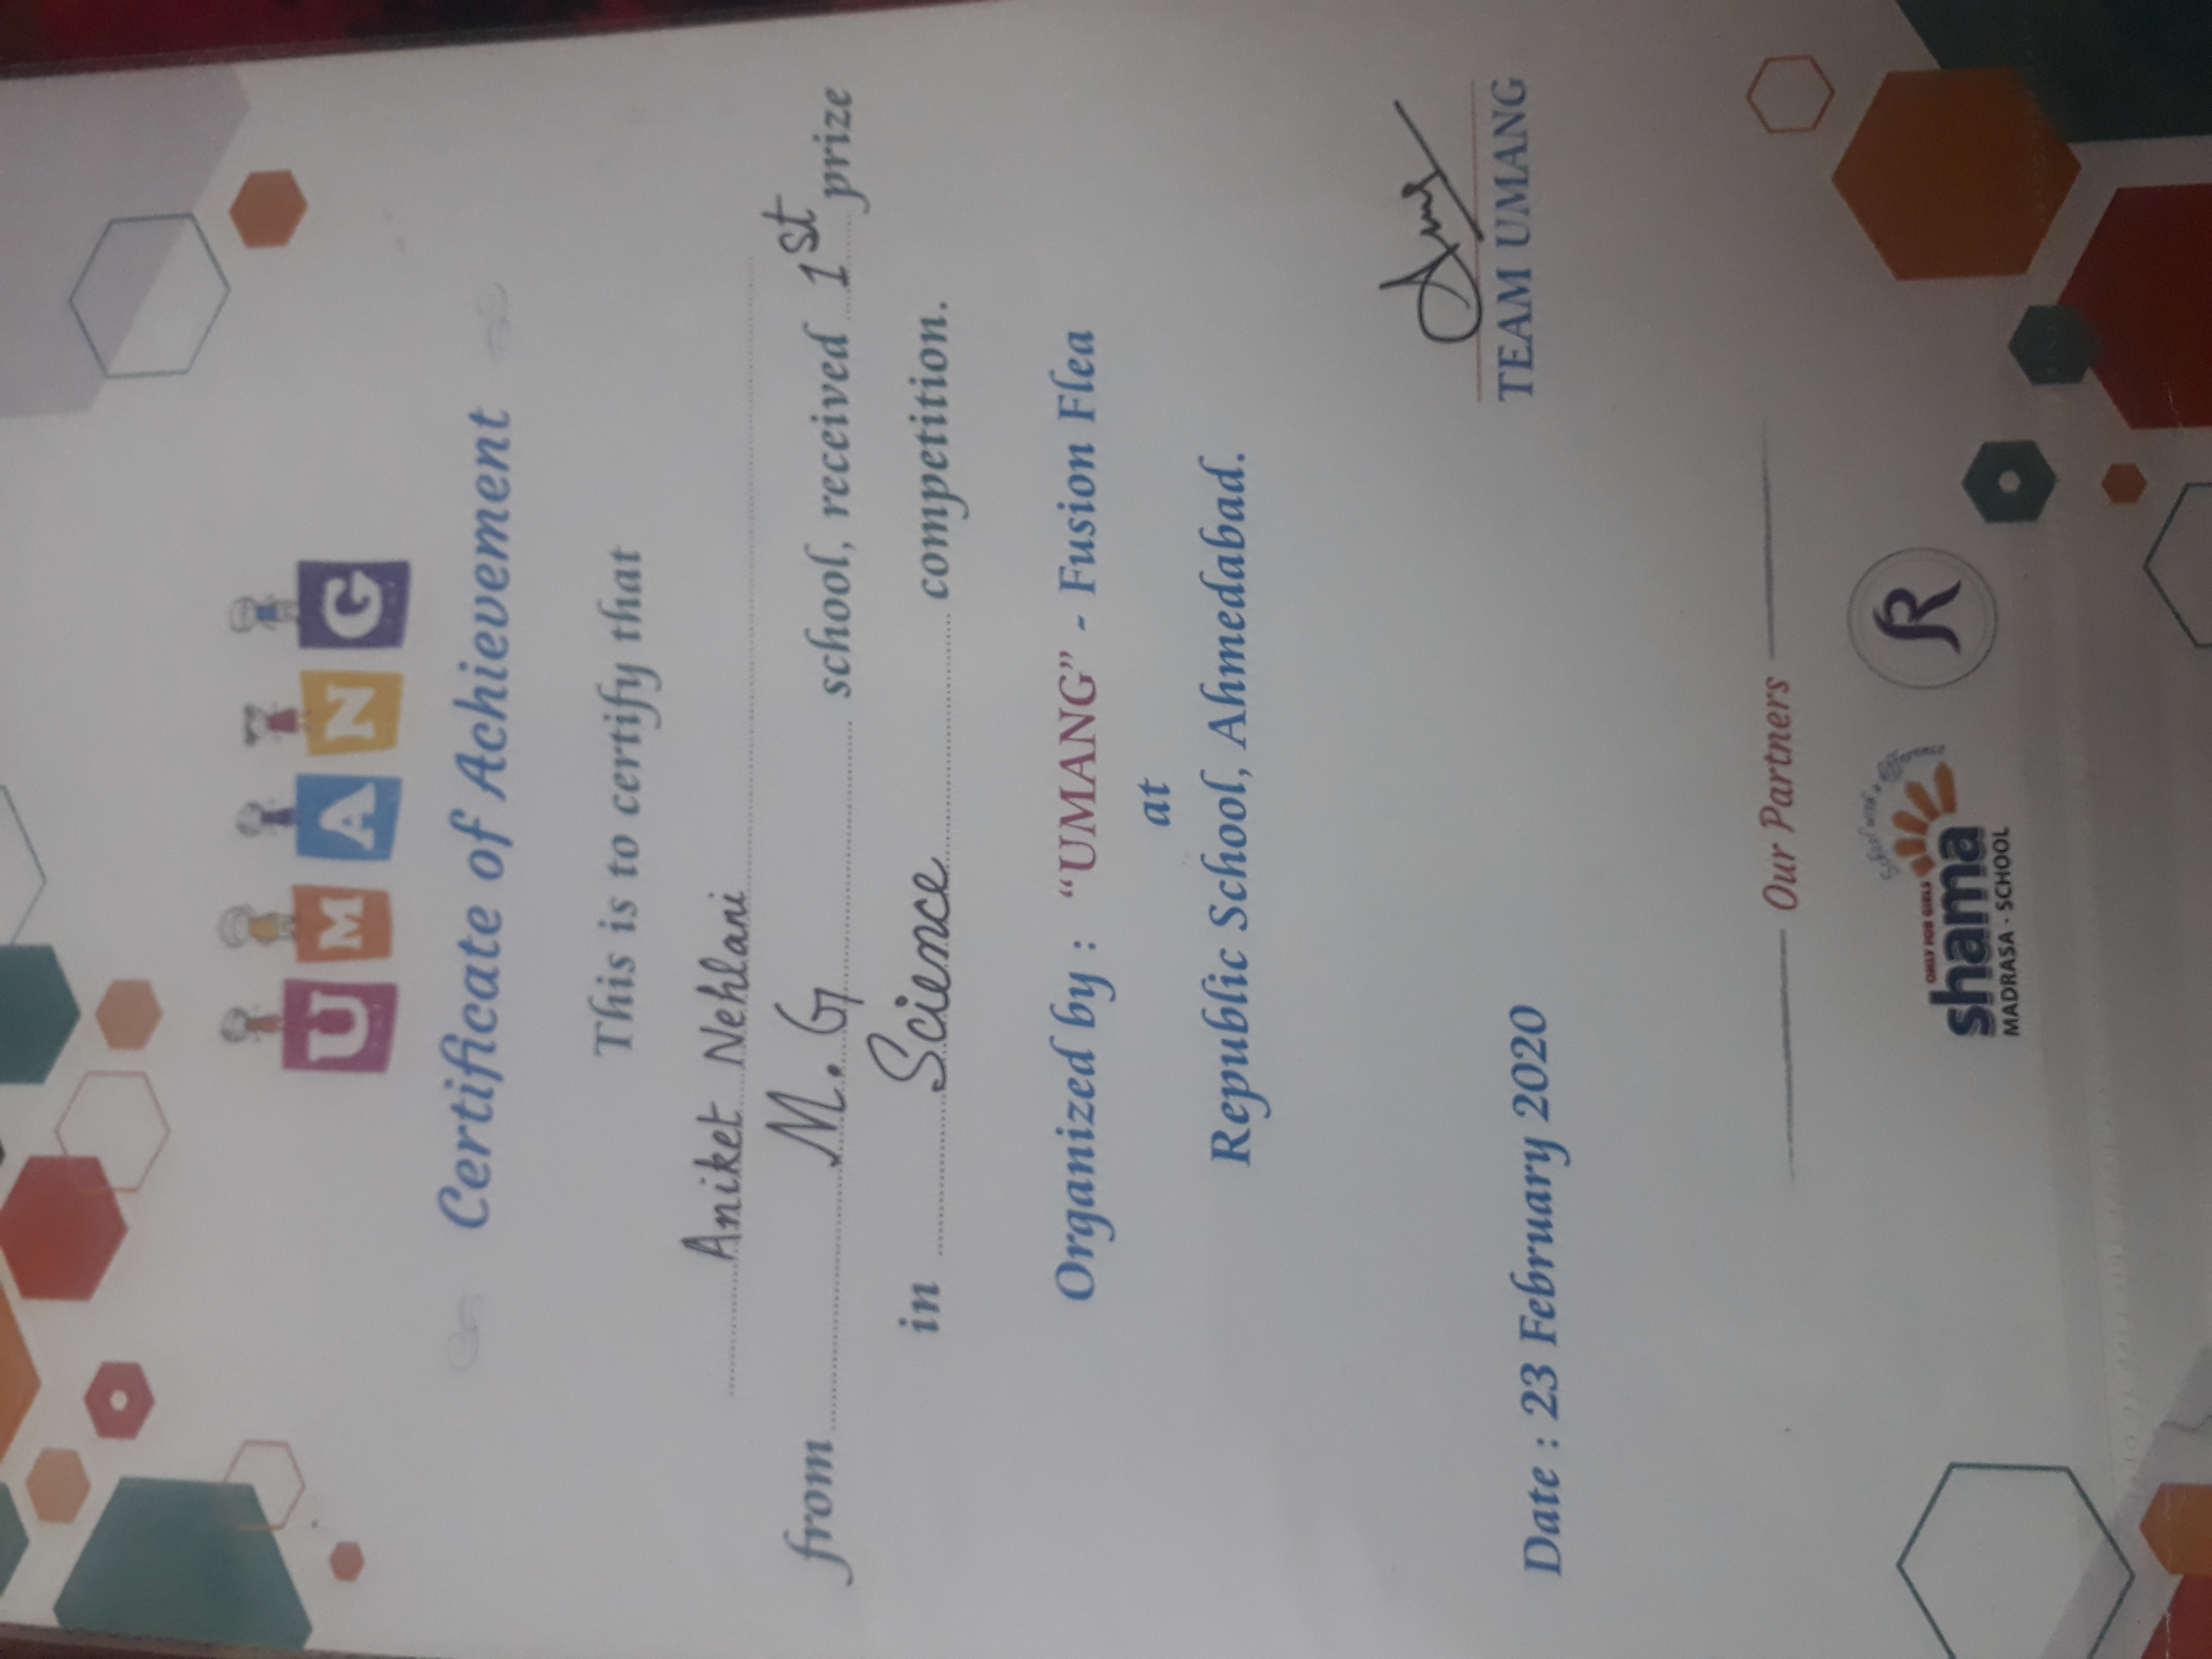 UMANG
Certificate of Achievement
This is to certify that
Aniket Nehlani
from M. G school, received 1st prize
in Science competition.
Organized by : “UMANG” - Fusion Flea
at
Republic School, Ahmedabad.
TEAM UMANG
Date : 23 February 2020
Our Partners
School with a difference
ONLY FOR GIRLS
shama
MADRASA - SCHOOL
R